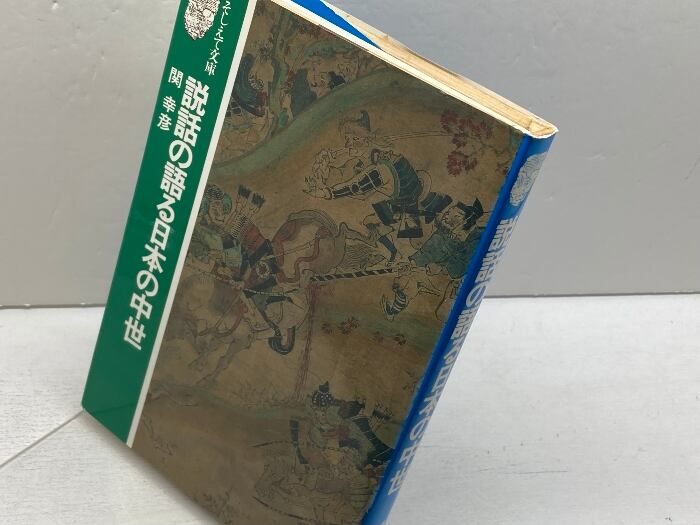 そしえて文庫
説話の語る日本の中世
関 幸彦
説話の語る日本の中世